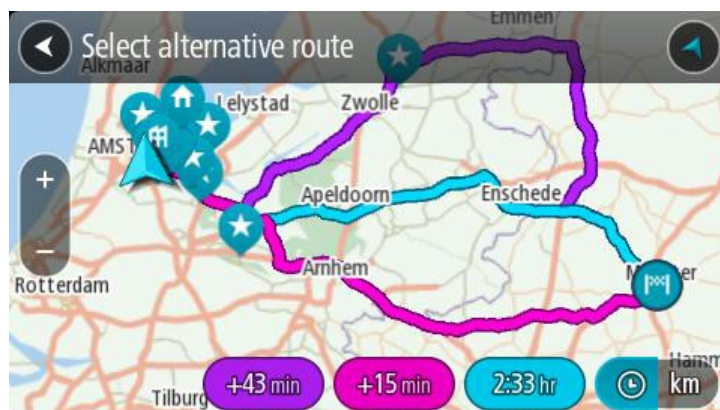 Emmen
Select alternative route
Alkmaar
Lelystad
Zwolle
AMST
+
Apeldoorn
Enschede
−
Arnhem
Rotterdam
Hamm
Tilburg
+43 min
+15 min
2:33 hr
km